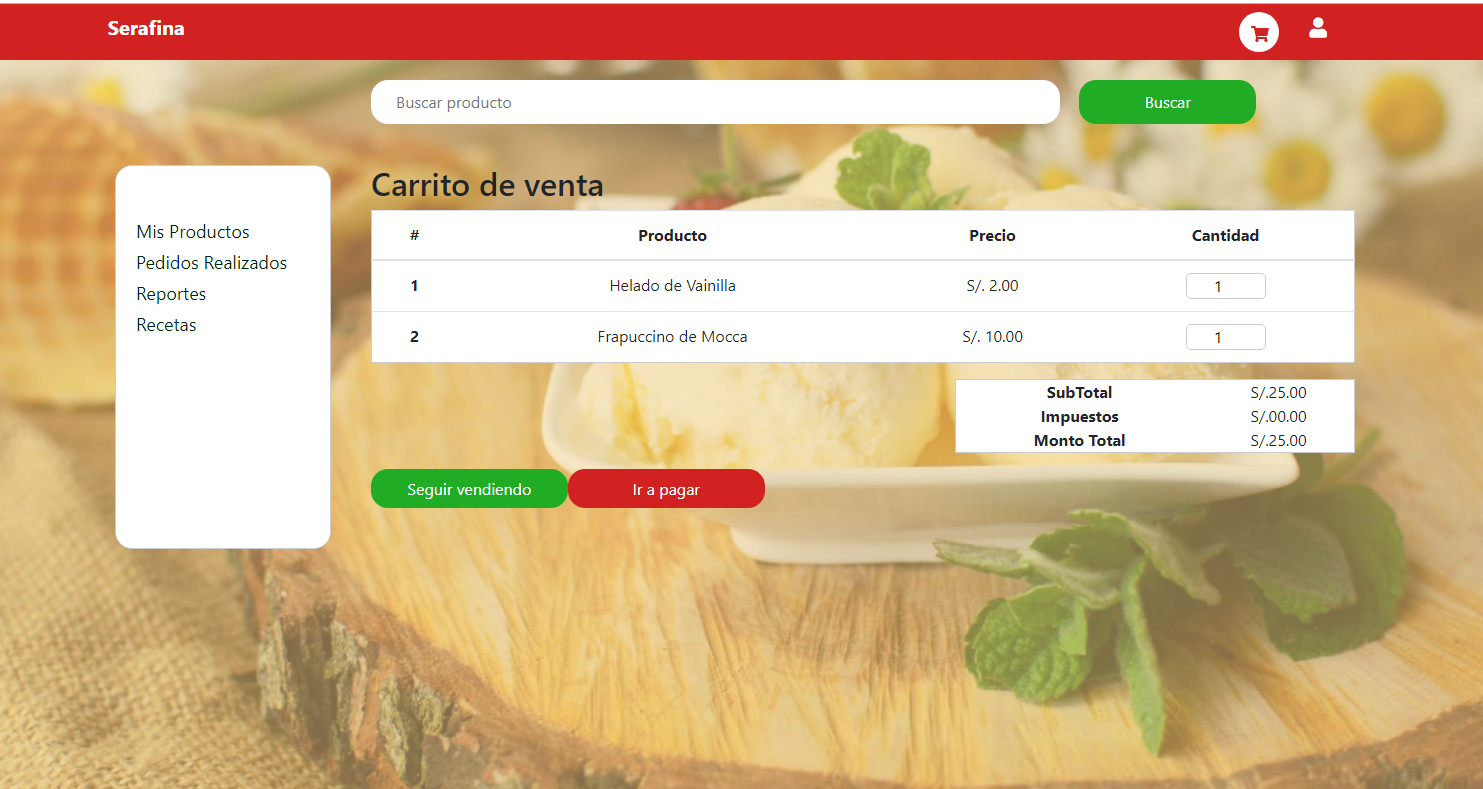 Serafina
Buscar producto
Buscar
Mis Productos
Pedidos Realizados
Reportes
Recetas
Carrito de venta
# Producto Precio Cantidad
1 Helado de Vainilla S/. 2.00 1
2 Frapuccino de Mocca S/. 10.00 1
SubTotal S/.25.00
Impuestos S/.00.00
Monto Total S/.25.00
Seguir vendiendo
Ir a pagar